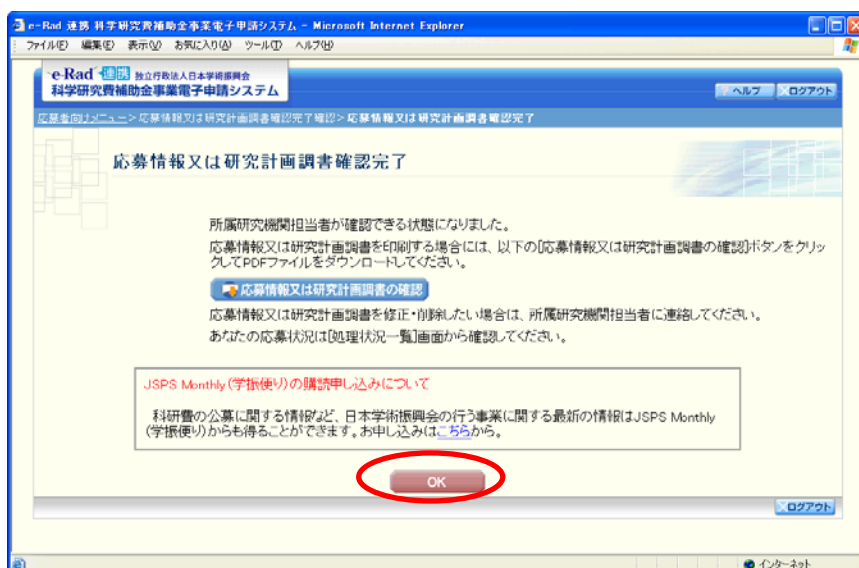 e-Rad 連携 科学研究費補助金事業電子申請システム - Microsoft Internet Explorer
ファイル(F) 編集(E) 表示(V) お気に入り(A) ツール(T) ヘルプ(H)
e-Rad 連携 独立行政法人日本学術振興会
科学研究費補助金事業電子申請システム
? ヘルプ ログアウト
応募者向けメニュー>応募情報又は研究計画調書確認完了確認>応募情報又は研究計画調書確認完了
応募情報又は研究計画調書確認完了
所属研究機関担当者が確認できる状態になりました。
応募情報又は研究計画調書を印刷する場合には、以下の[応募情報又は研究計画調書の確認]ボタンをクリッ
クしてPDFファイルをダウンロードしてください。
応募情報又は研究計画調書の確認
応募情報又は研究計画調書を修正・削除したい場合は、所属研究機関担当者に連絡してください。
あなたの応募状況は[処理状況一覧]画面から確認してください。
JSPS Monthly(学振便り)の購読申し込みについて
科研費の公募に関する情報など、日本学術振興会の行う事業に関する最新の情報はJSPS Monthly
(学振便り)からも得ることができます。お申し込みはこちらから。
OK
ログアウト
インターネット